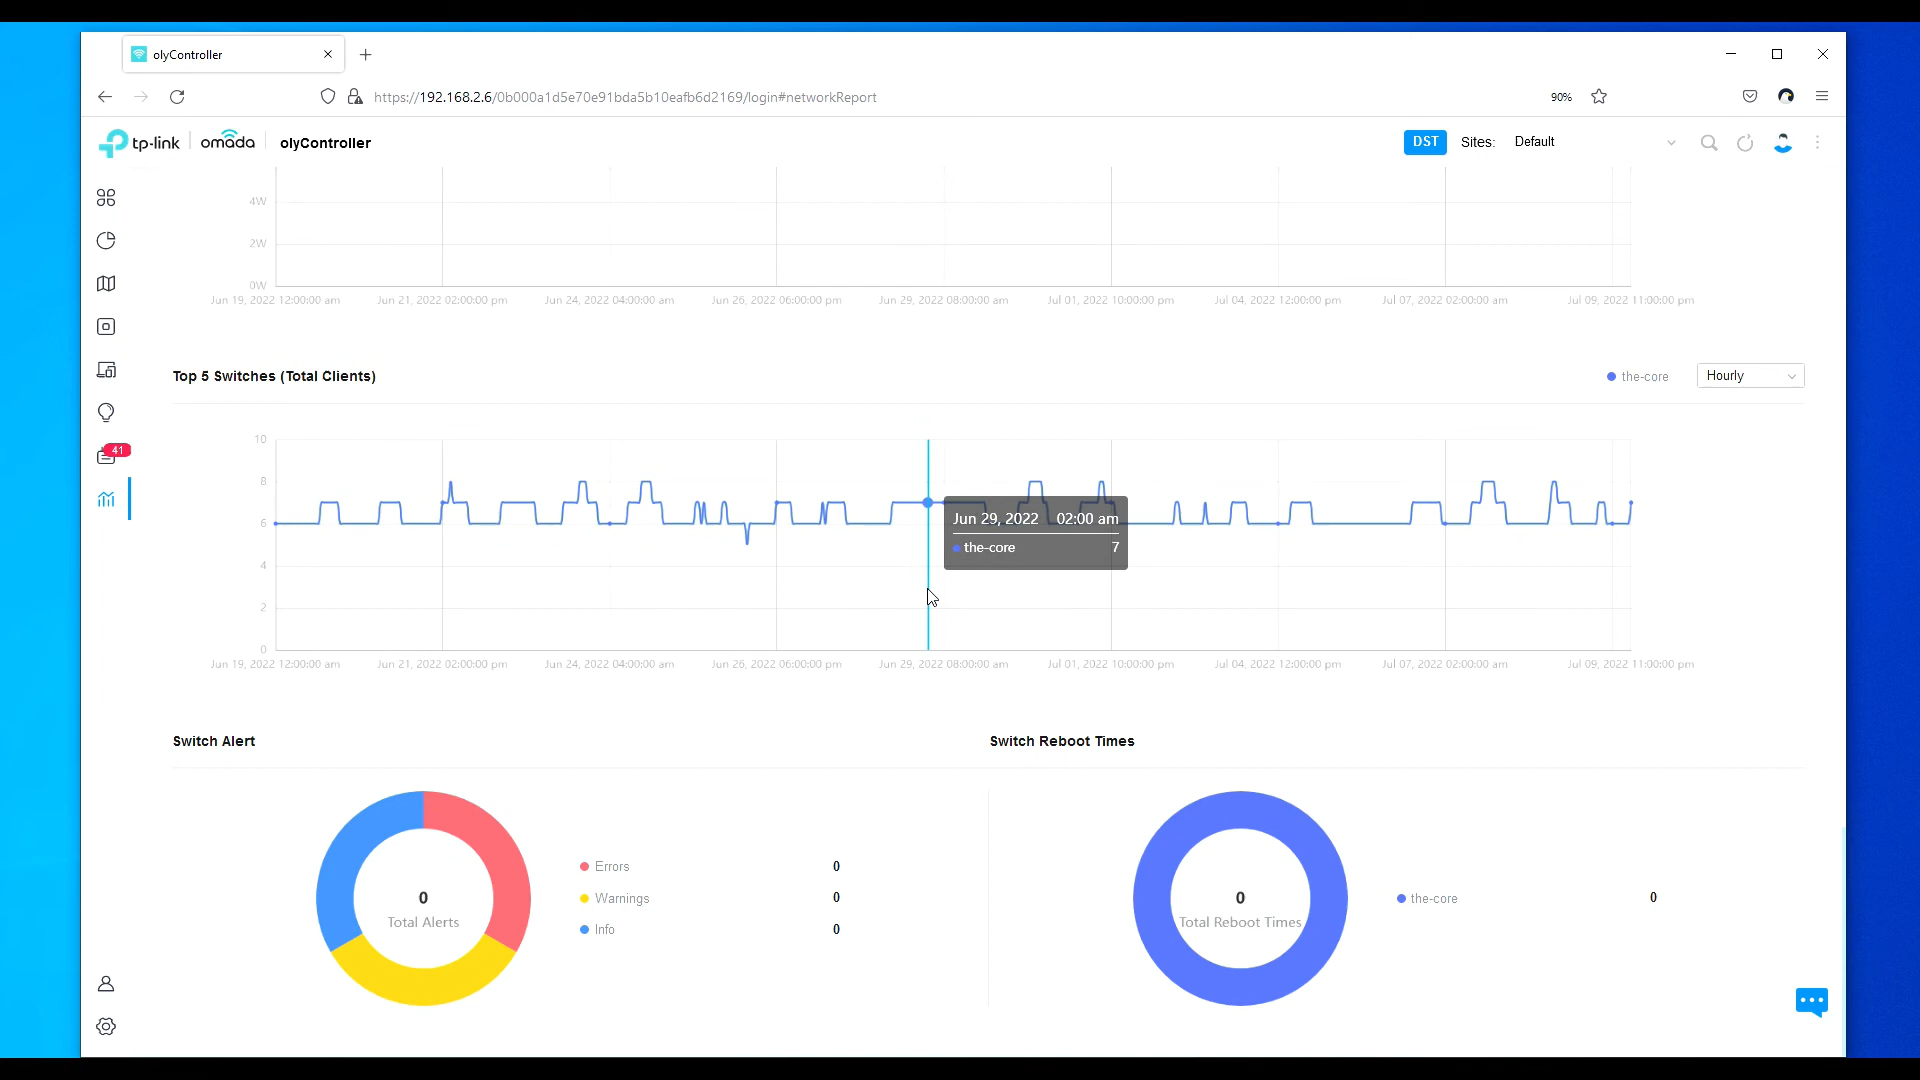 olyController
https://192.168.2.6/0b000a1d5e70e91bda5b10eafb6d2169/login#networkReport
90%
tp-link | omada | olyController
DST Sites: Default
4W
2W
0W
Jun 19, 2022 12:00:00 am Jun 21, 2022 02:00:00 pm Jun 24, 2022 04:00:00 am Jun 26, 2022 06:00:00 pm Jun 29, 2022 08:00:00 am Jul 01, 2022 10:00:00 pm Jul 04, 2022 12:00:00 pm Jul 07, 2022 02:00:00 am Jul 09, 2022 11:00:00 pm
Top 5 Switches (Total Clients) the-core Hourly
41
10
8
6
4
2
0
Jun 29, 2022 02:00 am
the-core 7
Jun 19, 2022 12:00:00 am Jun 21, 2022 02:00:00 pm Jun 24, 2022 04:00:00 am Jun 26, 2022 06:00:00 pm Jun 29, 2022 08:00:00 am Jul 01, 2022 10:00:00 pm Jul 04, 2022 12:00:00 pm Jul 07, 2022 02:00:00 am Jul 09, 2022 11:00:00 pm
Switch Alert
0
Total Alerts
Errors 0
Warnings 0
Info 0
Switch Reboot Times
0
Total Reboot Times
the-core 0